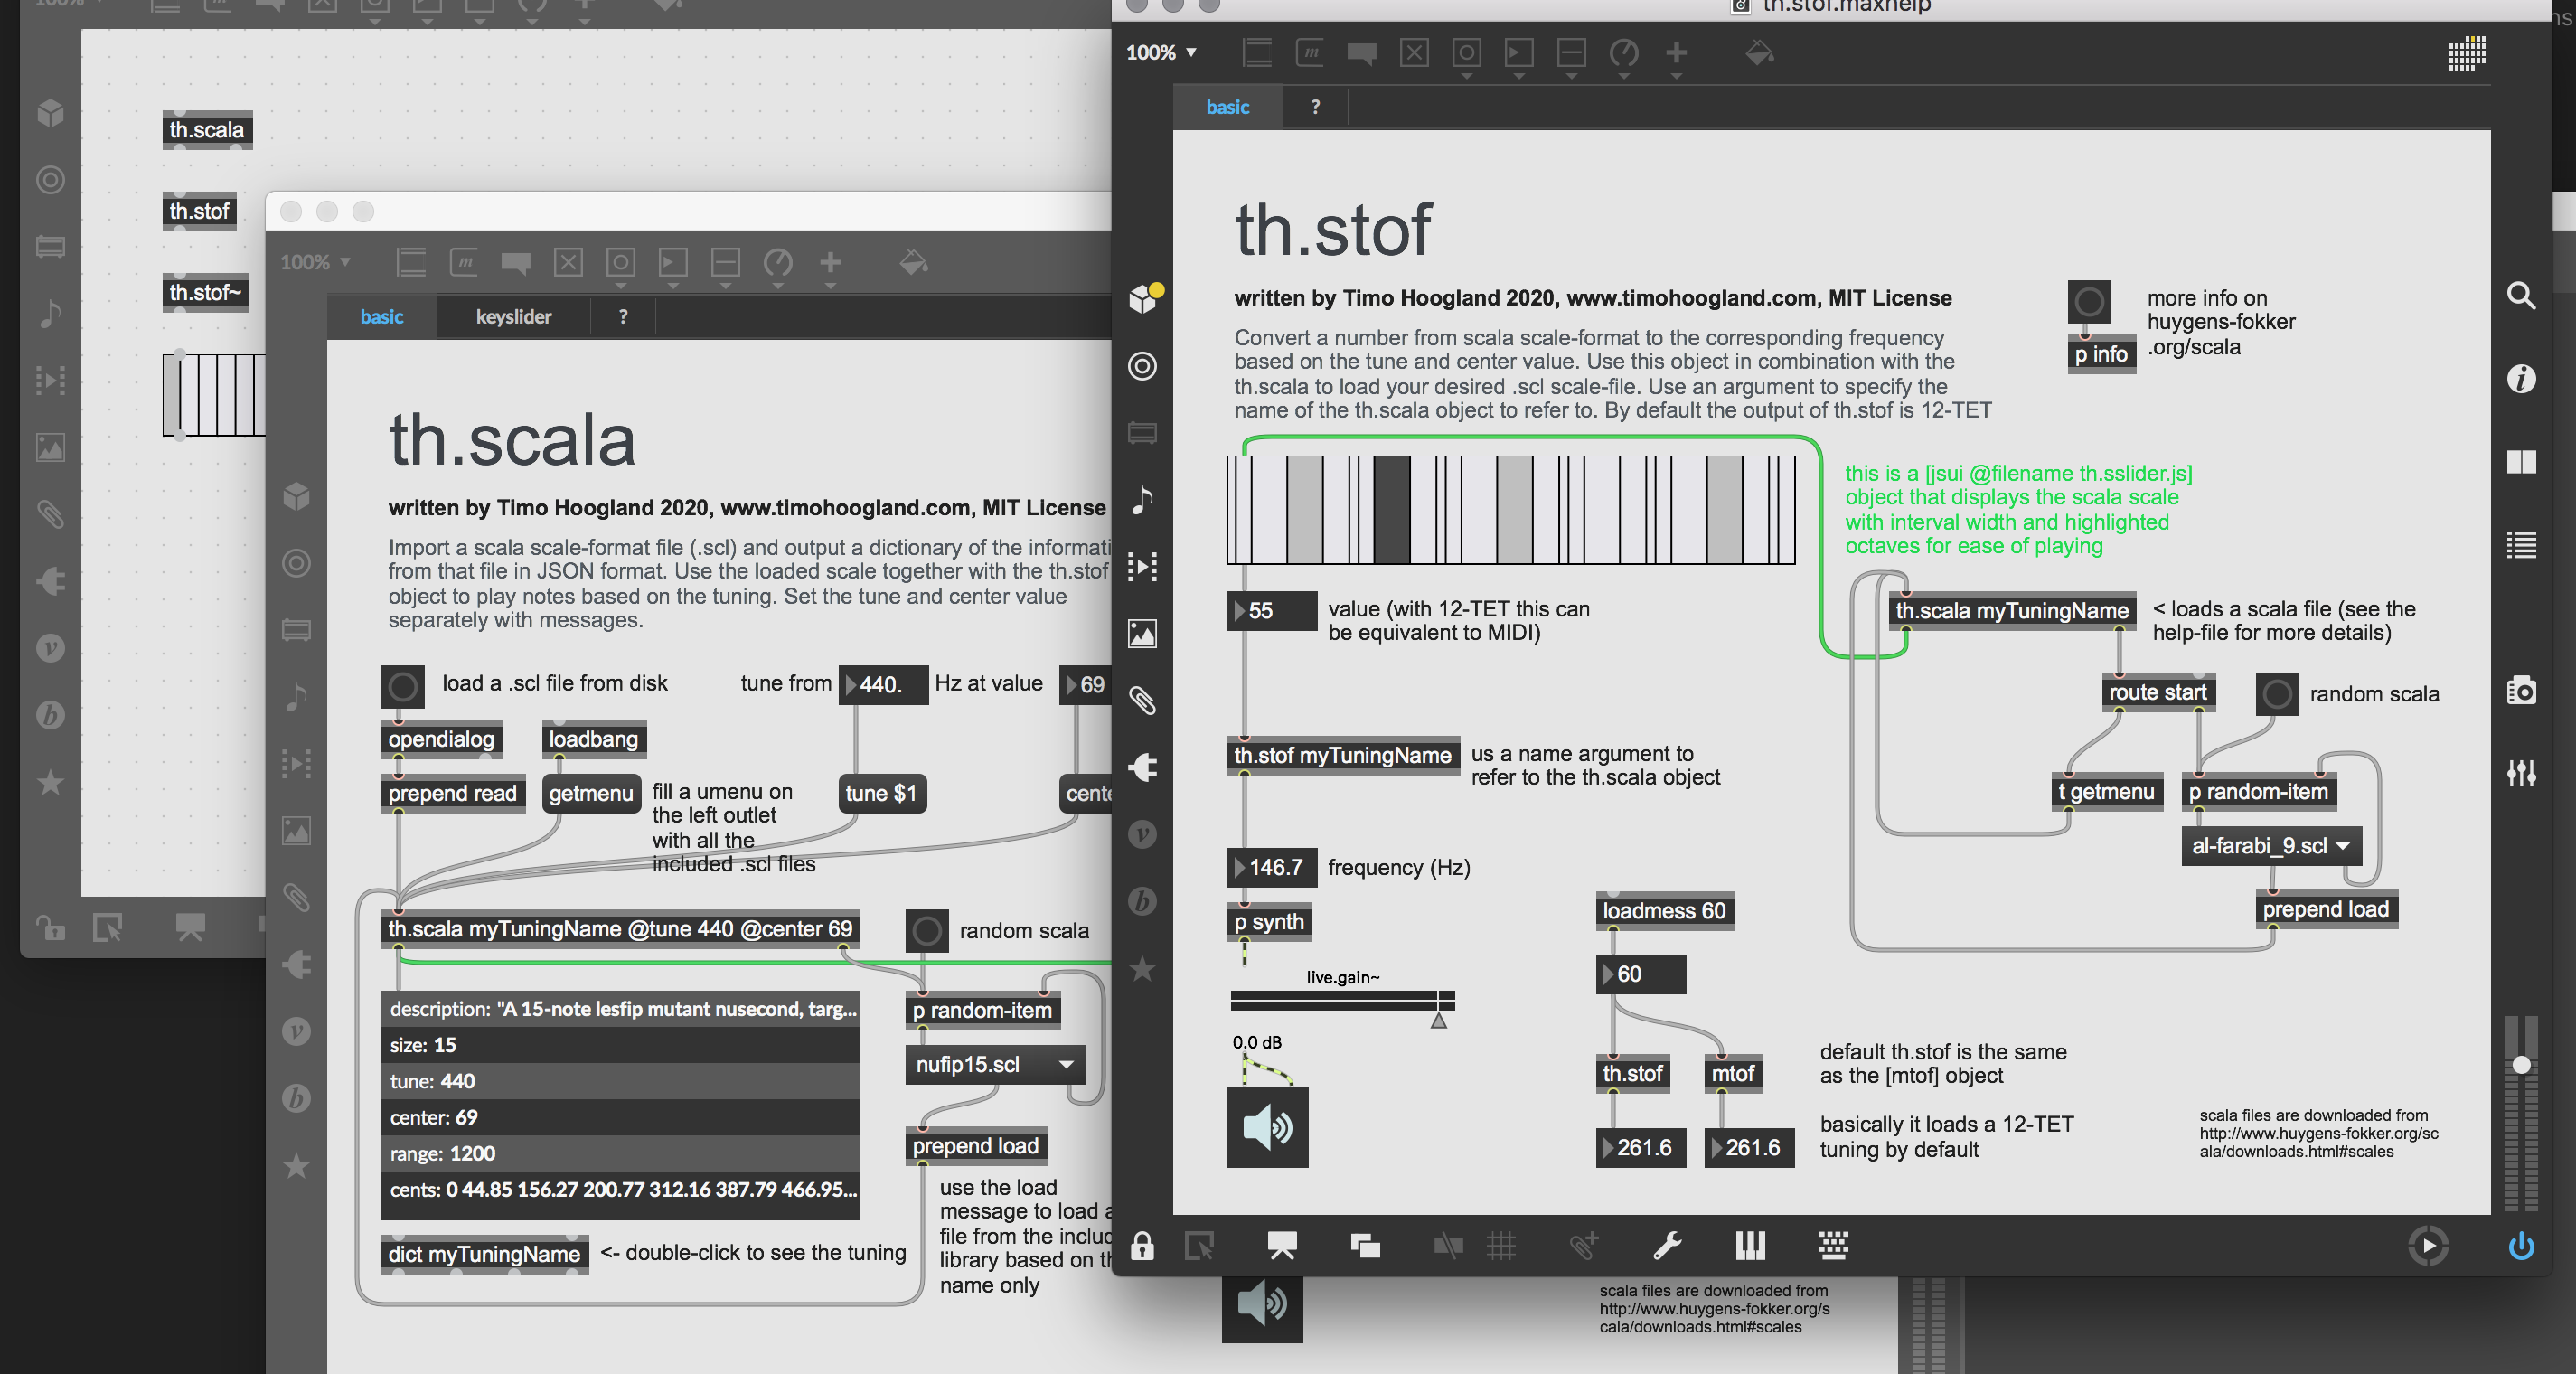 100%
th.scala
th.stof
th.stof~
100%
basic
keyslider
?
th.scala
written by Timo Hoogland 2020, www.timohoogland.com, MIT License
Import a scala scale-format file (.scl) and output a dictionary of the
from that file in JSON format. Use the loaded scale together with the th.stof
object to play notes based on the tuning. Set the tune and center value
separately with messages.
load a .scl file from disk
tune from
440.
Hz at value
69
opendialog
loadbang
prepend read
getmenu
fill a umenu on
the left outlet
with all the
included .scl files
tune $1
th.scala myTuningName @tune 440 @center 69
random scala
description: "A 15-note lesfip mutant nusecond, targ...
size: 15
tune: 440
center: 69
range: 1200
cents: 0 44.85 156.27 200.77 312.16 387.79 466.95...
p random-item
nufip15.scl
prepend load
use the load
message to load a
file from the
library based on
name only
dict myTuningName
<- double-click to see the tuning
scala files are downloaded from
http://www.huygens-fokker.org/s
cala/downloads.html#scales
th.stof.maxhelp
100%
basic
?
th.stof
written by Timo Hoogland 2020, www.timohoogland.com, MIT License
Convert a number from scala scale-format to the corresponding frequency
based on the tune and center value. Use this object in combination with the
th.scala to load your desired .scl scale-file. Use an argument to specify the
name of the th.scala object to refer to. By default the output of th.stof is 12-TET
p info
more info on
huygens-fokker
.org/scala
this is a [jsui @filename th.sslider.js]
object that displays the scala scale
with interval width and highlighted
octaves for ease of playing
55
value (with 12-TET this can
be equivalent to MIDI)
th.scala myTuningName
< loads a scala file (see the
help-file for more details)
route start
random scala
th.stof myTuningName
us a name argument to
refer to the th.scala object
t getmenu
p random-item
al-farabi_9.scl
prepend load
146.7
frequency (Hz)
p synth
live.gain~
0.0 dB
loadmess 60
60
th.stof
mtof
261.6
261.6
default th.stof is the same
as the [mtof] object
basically it loads a 12-TET
tuning by default
scala files are downloaded from
http://www.huygens-fokker.org/sc
ala/downloads.html#scales